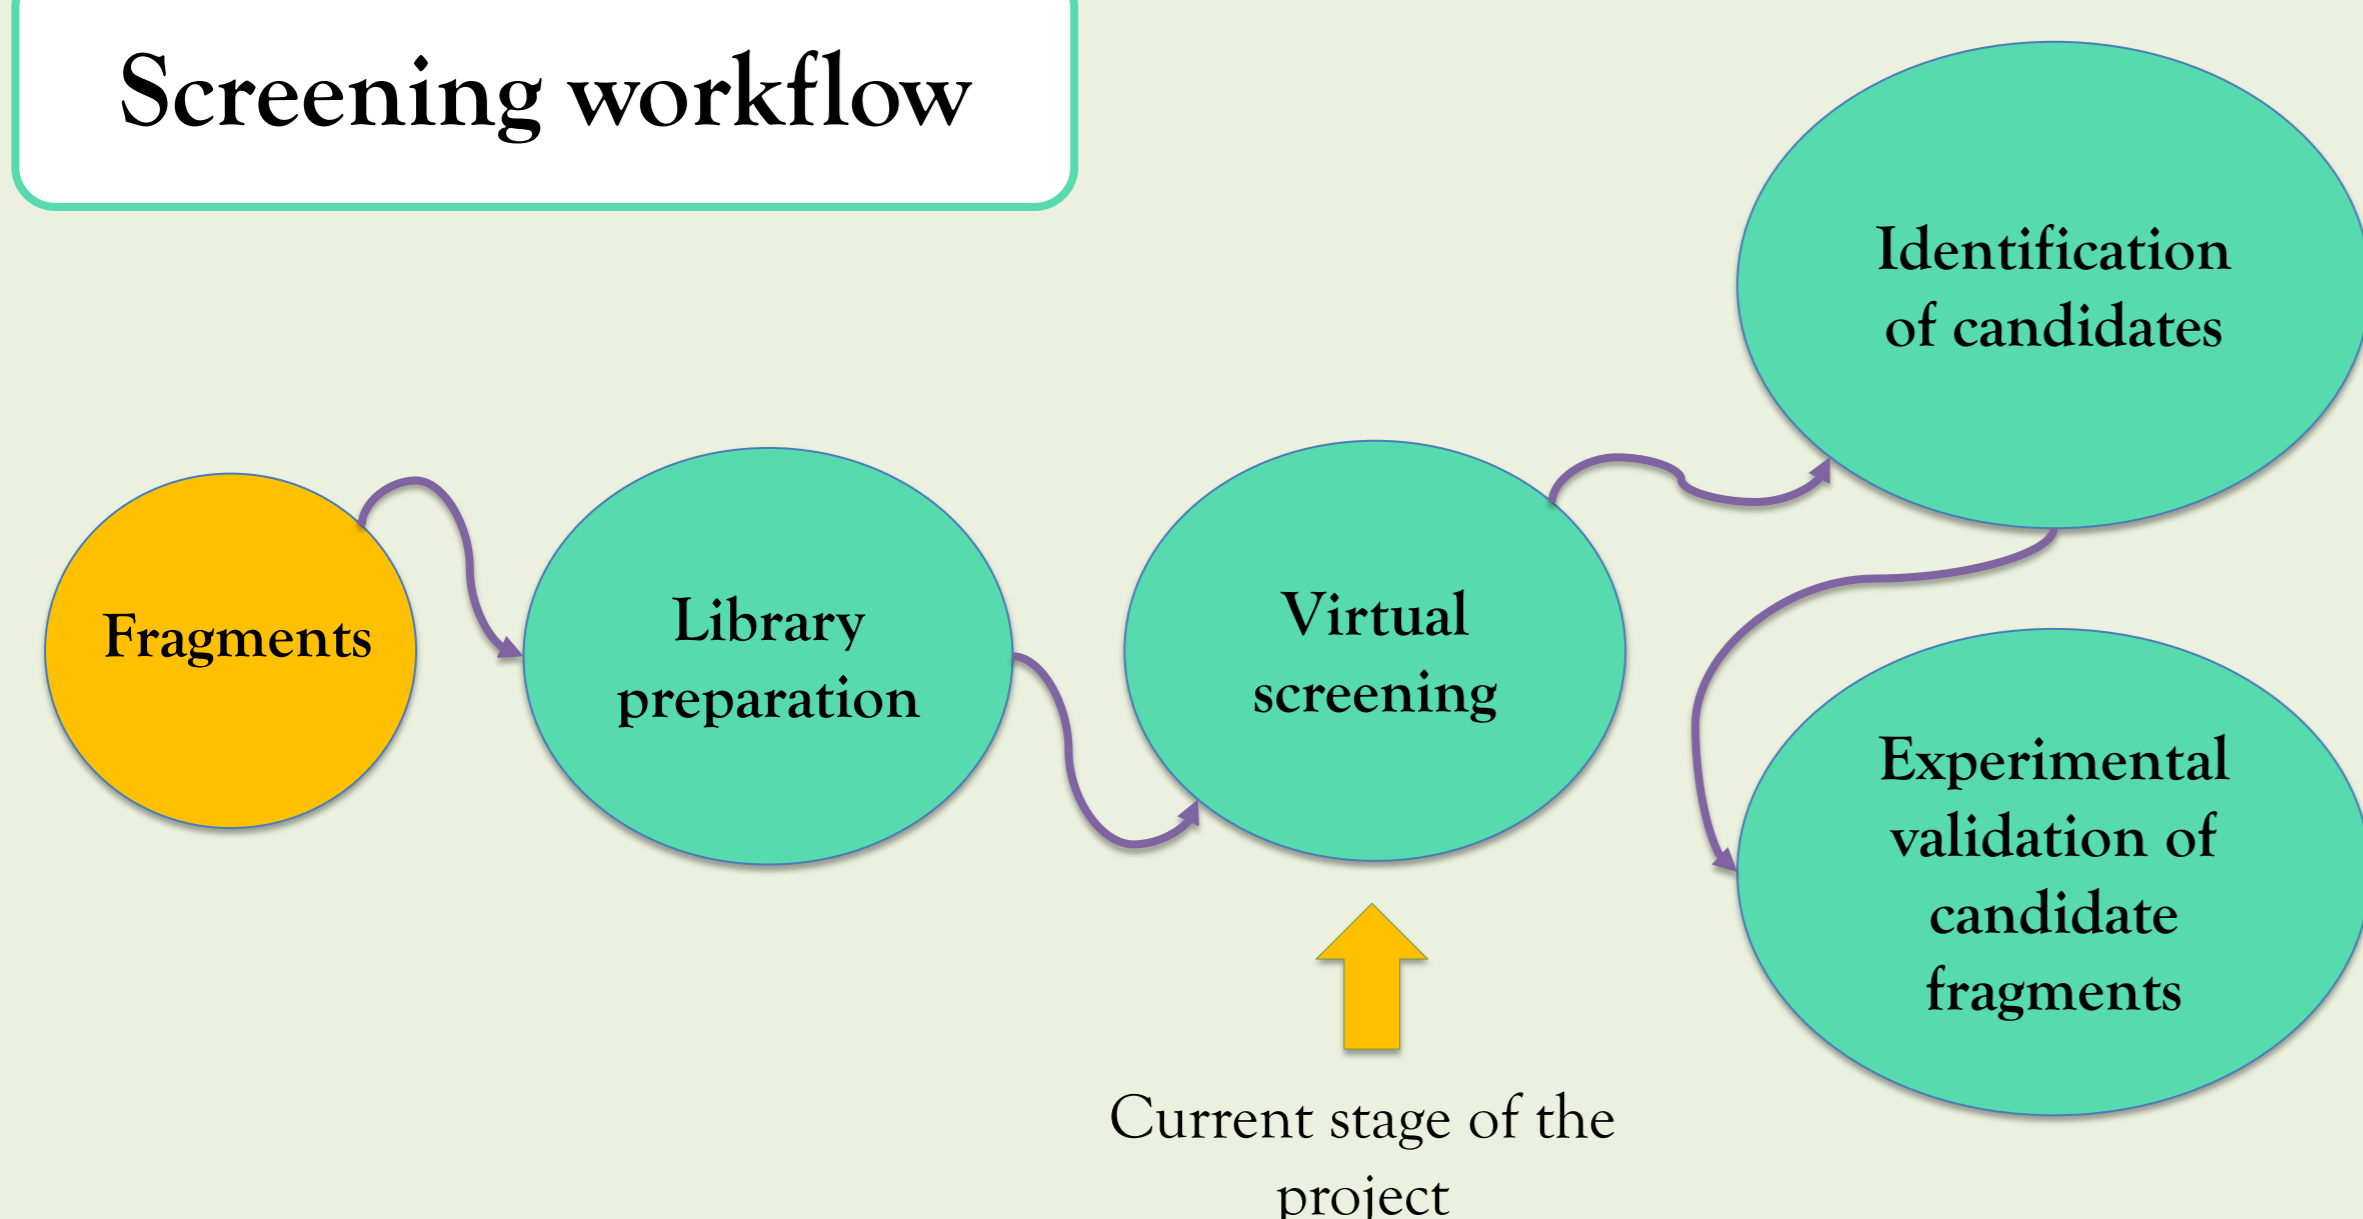 Screening workflow
Fragments
Library
preparation
Virtual
screening
Identification
of candidates
Experimental
validation of
candidate
fragments
Current stage of the
project